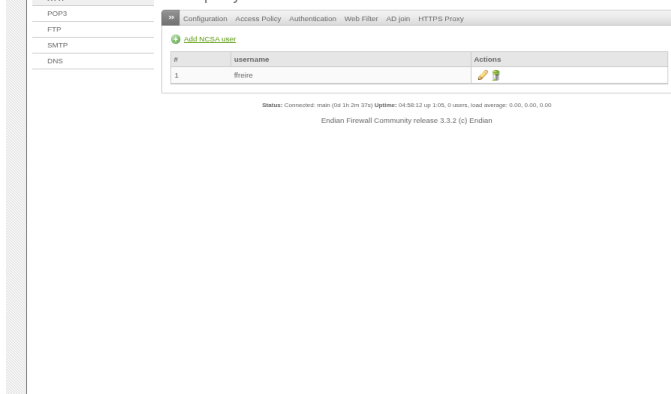 POP3
FTP
SMTP
DNS
» Configuration Access Policy Authentication Web Filter AD join HTTPS Proxy
Add NCSA user
# username Actions
1 ffreire
Status: Connected: main (0d 1h 2m 37s) Uptime: 04:58:12 up 1:05, 0 users, load average: 0.00, 0.00, 0.00
Endian Firewall Community release 3.3.2 (c) Endian